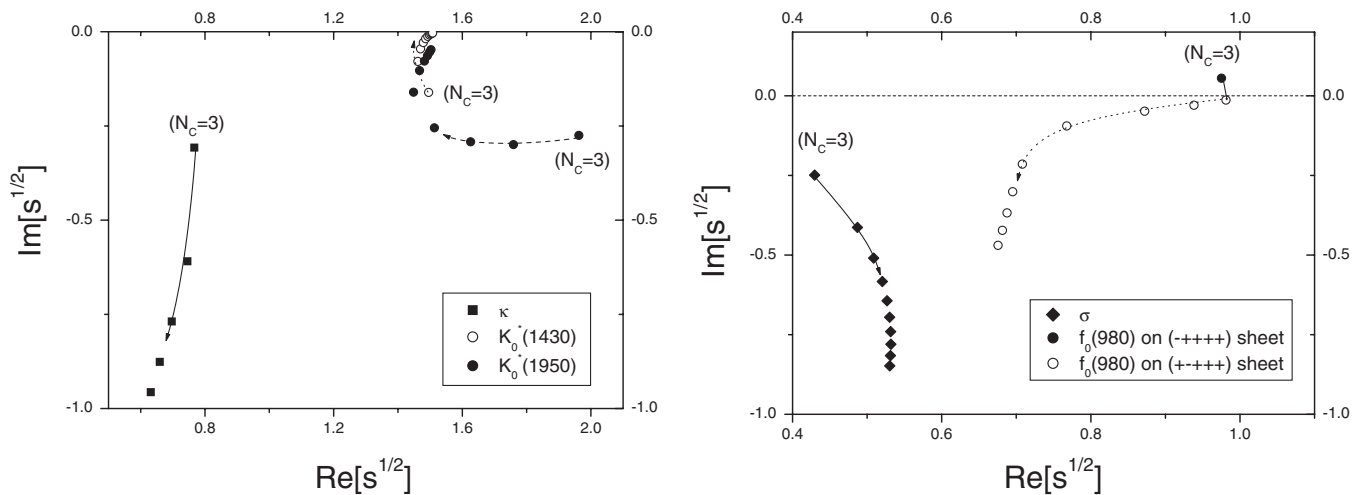 0.8 1.2 1.6 2.0
0.0
-0.5
-1.0
0.0
-0.5
-1.0
(N_C=3)
(N_C=3)
(N_C=3)
κ
K_0^*(1430)
K_0^*(1950)
0.8 1.2 1.6 2.0
Im[s^{1/2}]
Re[s^{1/2}]
0.4 0.6 0.8 1.0
0.0
-0.5
-1.0
0.0
-0.5
-1.0
(N_C=3)
(N_C=3)
σ
f_0(980) on (-++++) sheet
f_0(980) on (+-+++) sheet
0.4 0.6 0.8 1.0
Im[s^{1/2}]
Re[s^{1/2}]